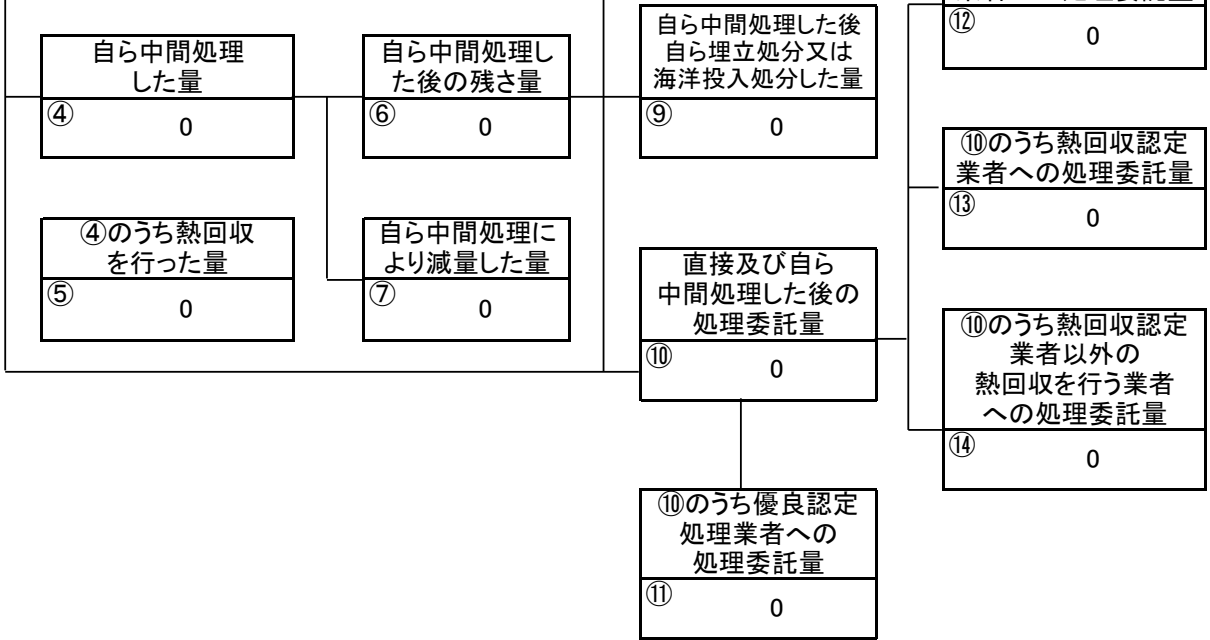 自ら中間処理
した量
④
0
自ら中間処理し
た後の残さ量
⑥
0
自ら中間処理した後
自ら埋立処分又は
海洋投入処分した量
⑨
0
⑫
0
④のうち熱回収
を行った量
⑤
0
自ら中間処理に
より減量した量
⑦
0
直接及び自ら
中間処理した後の
処理委託量
⑩
0
⑩のうち熱回収認定
業者への処理委託量
⑬
0
⑩のうち熱回収認定
業者以外の
熱回収を行う業者
への処理委託量
⑭
0
⑩のうち優良認定
処理業者への
処理委託量
⑪
0